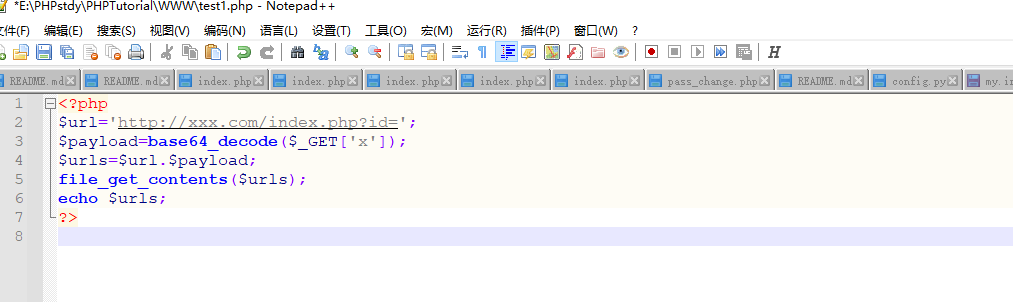 *E:\PHPstdy\PHPTutorial\WWW\test1.php - Notepad++
文件(F) 编辑(E) 搜索(S) 视图(V) 编码(N) 语言(L) 设置(T) 工具(O) 宏(M) 运行(R) 插件(P) 窗口(W) ?
README.md index.php index.php index.php index.php index.php pass_change.php README.md config.py my.in
1 <?php
2 $url='http://xxx.com/index.php?id=';
3 $payload=base64_decode($_GET['x']);
4 $urls=$url.$payload;
5 file_get_contents($urls);
6 echo $urls;
7 ?>
8